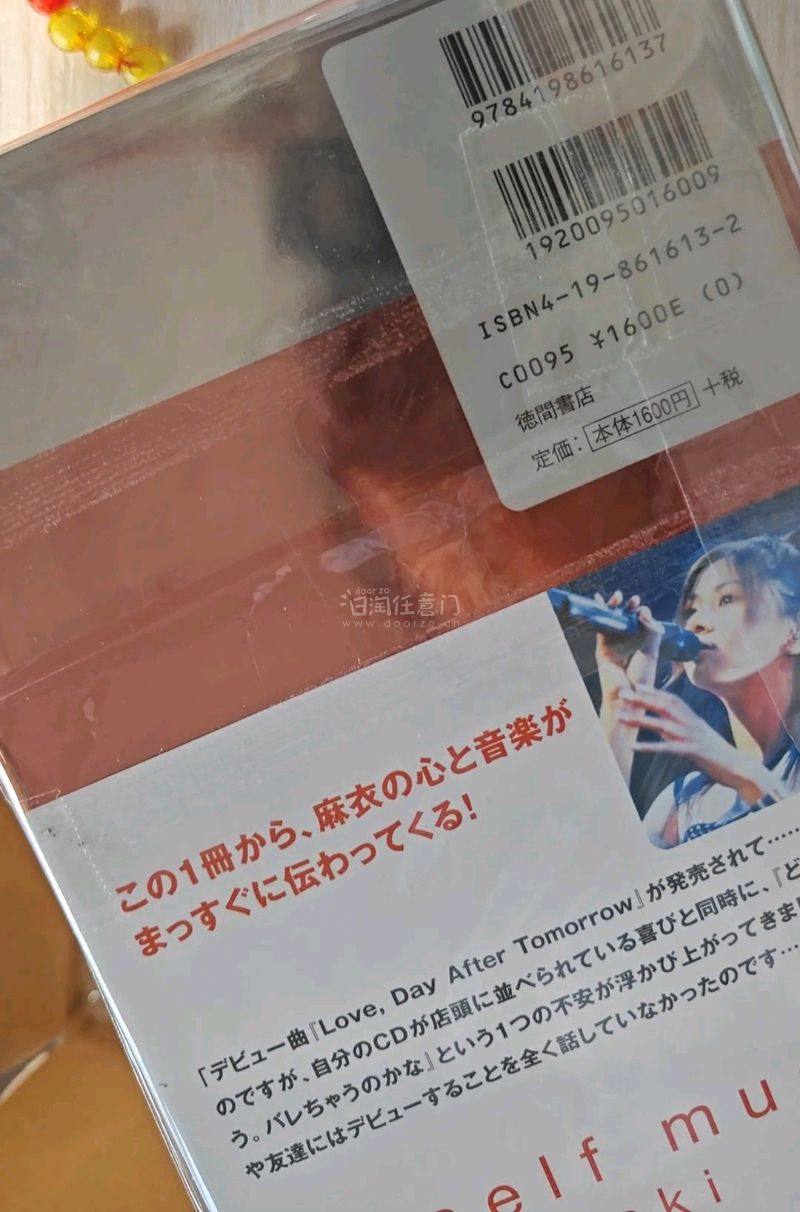 9784198616137
1920095016009
ISBN4-19-861613-2
C0095 ¥1600E (0)
徳間書店
定価: 本体1600円 +税
doorzo
日淘任意门
www.doorzo.ch
この1冊から、麻衣の心と音楽が
まっすぐに伝わってくる!
「デビュー曲『Love, Day After Tomorrow』が発売されて……
のですが、自分のCDが店頭に並べられている喜びと同時に、『ど
う。バレちゃうのかな』という1つの不安が浮かび上がってきま
や友達にはデビューすることを全く話していなかったのです…
elf mu
ki